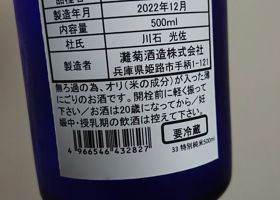 製造年月 2022年12月
内容量 500ml
杜氏 川石 光佐
製造者 灘菊酒造株式会社
兵庫県姫路市手柄1-121
無ろ過の為、オリ(米の成分)が入った薄
にごりのお酒です。開栓前に軽く振って
下さい/お酒は20歳になってから/妊
娠中・授乳期の飲酒は控えて下さい。
要冷蔵
4 966546 432827
33 特別純米500ml